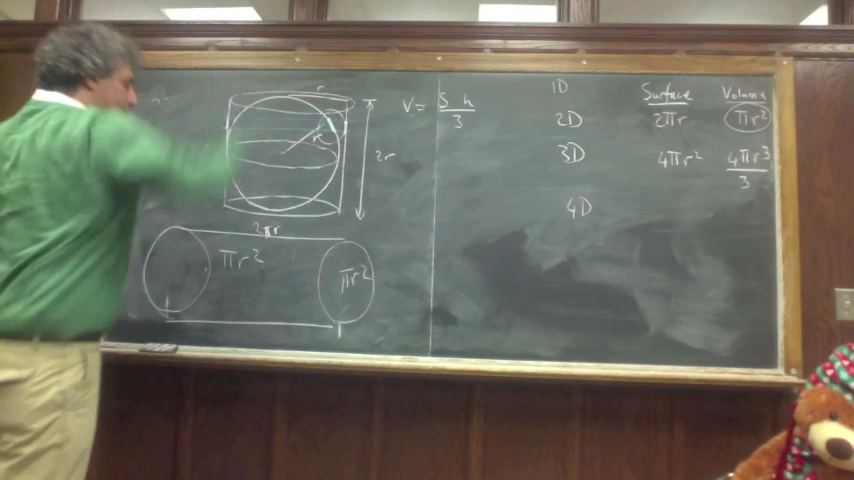 r
r
2r
2πr
πr²
πr²
V = S h / 3
1D
Surface Volume
2D 2πr πr²
3D 4πr² 4πr³ / 3
4D